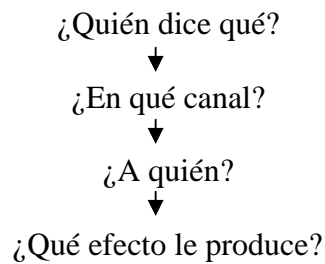 ¿Quién dice qué?
¿En qué canal?
¿A quién?
¿Qué efecto le produce?